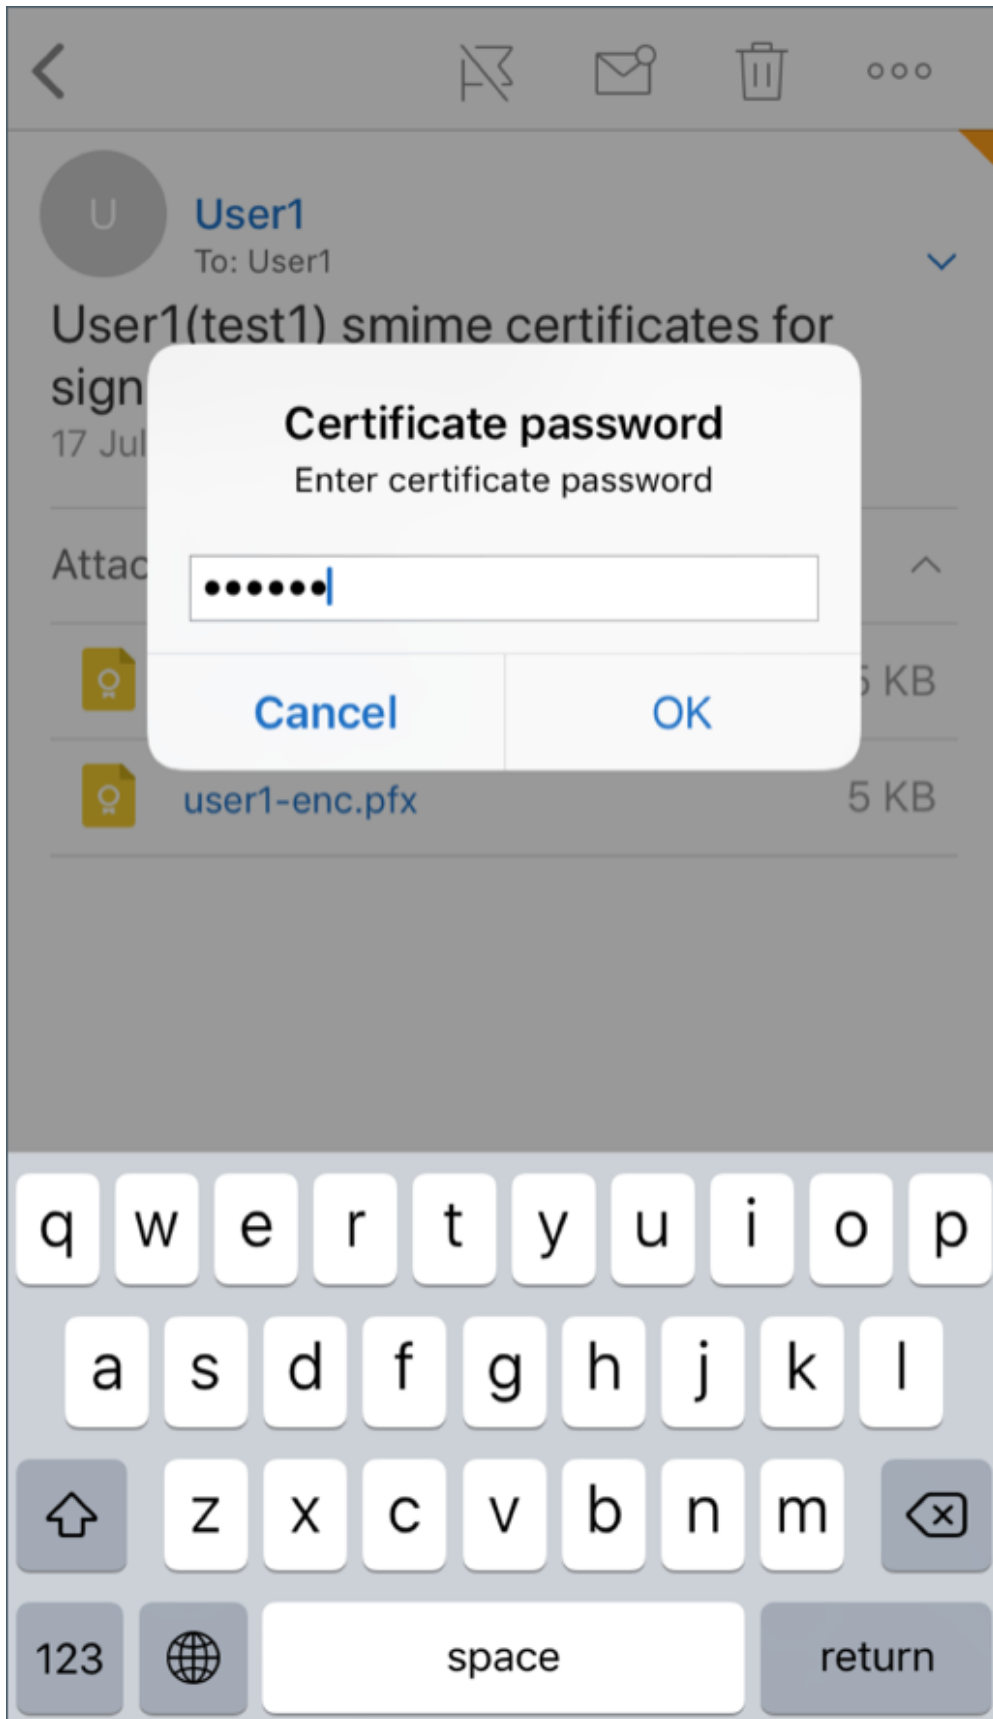 U
User1
To: User1
User1(test1) smime certificates for
sign
17 Jul
Certificate password
Enter certificate password
Attac
••••••
KB
Cancel OK
user1-enc.pfx 5 KB
q w e r t y u i o p
a s d f g h j k l
z x c v b n m
123 space return